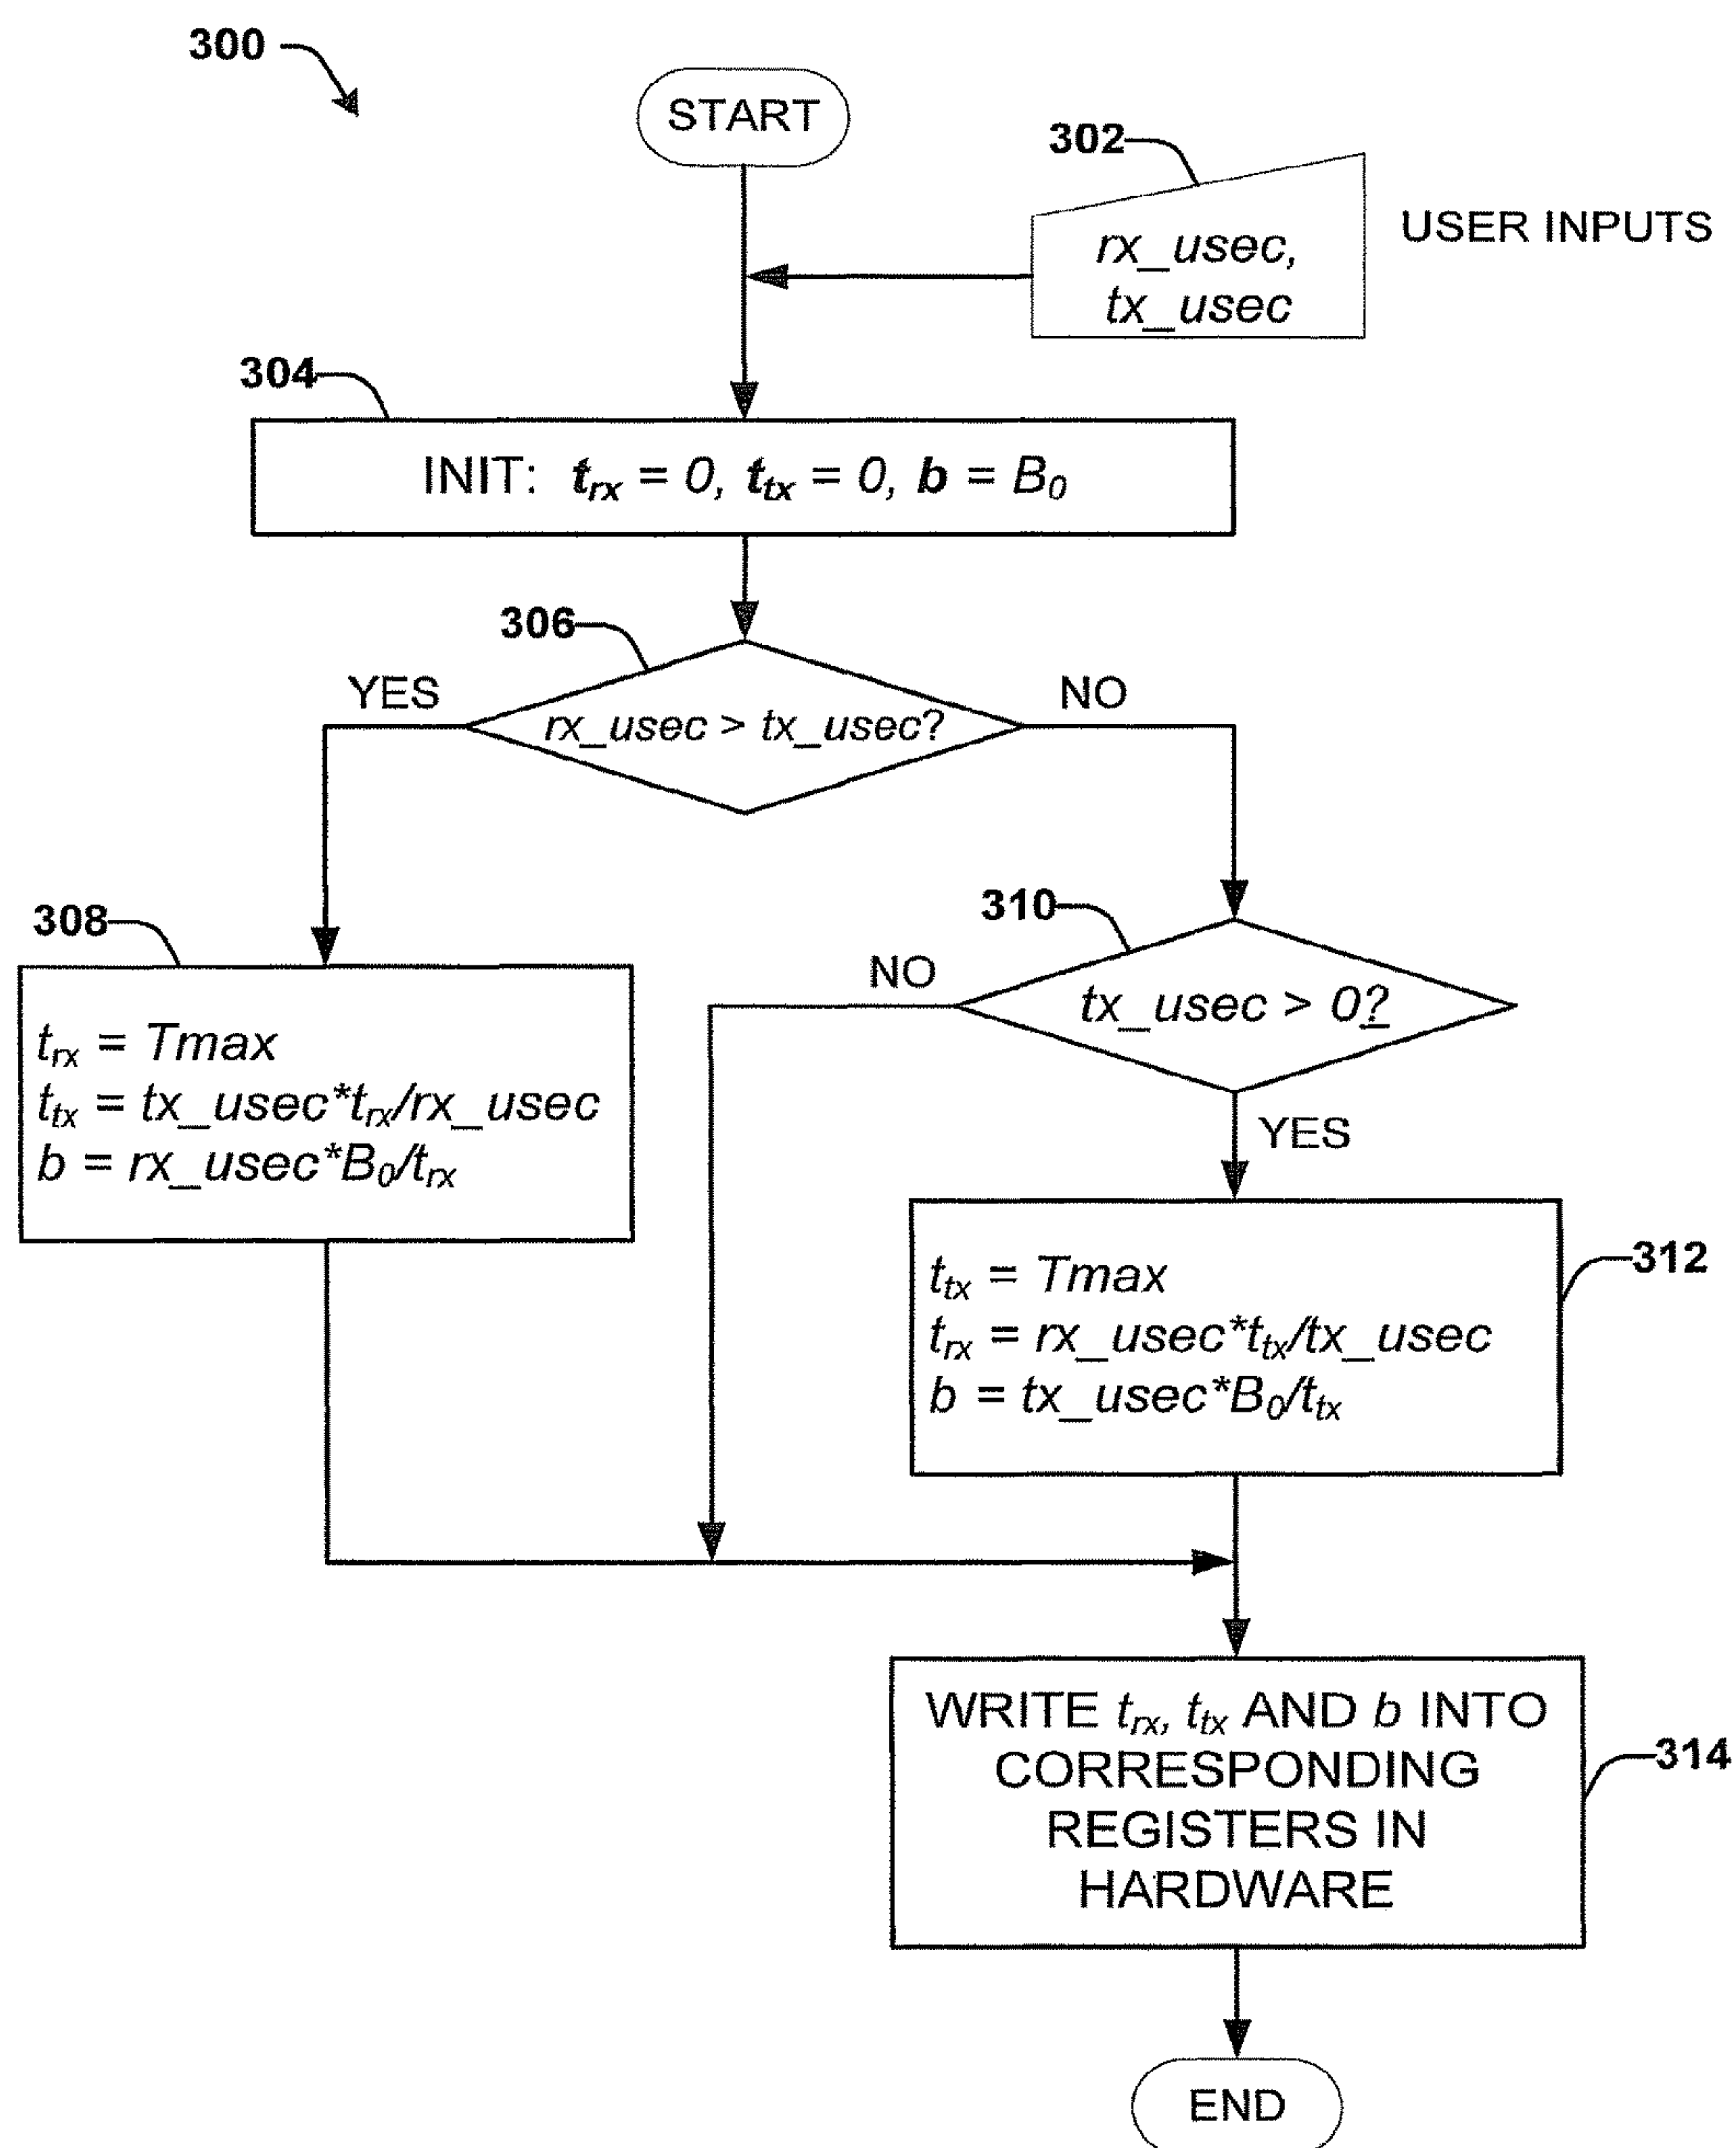 300
START
302
rx_usec,
tx_usec
USER INPUTS
304
INIT: trx = 0, ttx = 0, b = B0
306
YES
rx_usec > tx_usec?
NO
308
trx = Tmax
ttx = tx_usec*trx/rx_usec
b = rx_usec*B0/trx
310
NO
tx_usec > 0?
YES
312
ttx = Tmax
trx = rx_usec*ttx/tx_usec
b = tx_usec*B0/ttx
WRITE trx, ttx AND b INTO
CORRESPONDING
REGISTERS IN
HARDWARE
314
END